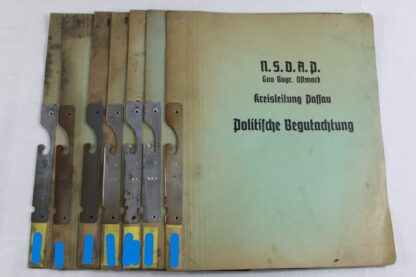 N.S.D.A.P.
Gau Bayr. Ostmark
Kreisleitung Passau
Politische Begutachtung